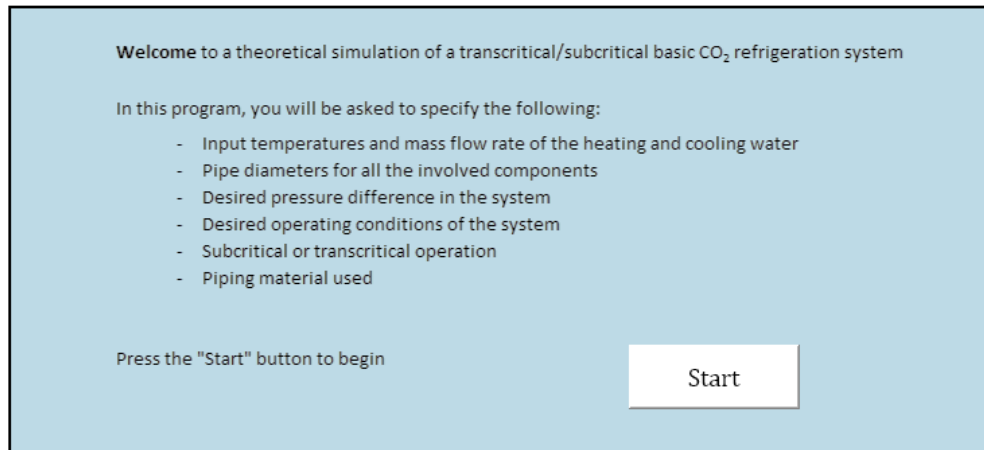 Welcome to a theoretical simulation of a transcritical/subcritical basic CO₂ refrigeration system
In this program, you will be asked to specify the following:
- Input temperatures and mass flow rate of the heating and cooling water
- Pipe diameters for all the involved components
- Desired pressure difference in the system
- Desired operating conditions of the system
- Subcritical or transcritical operation
- Piping material used
Press the "Start" button to begin
Start